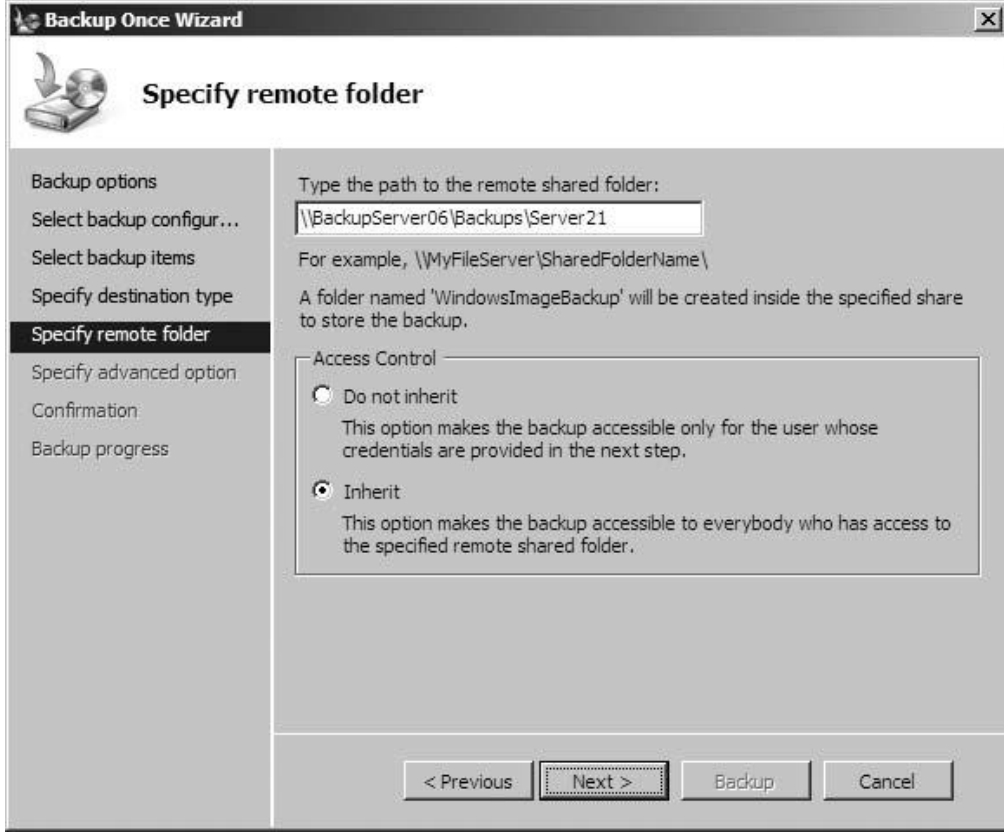 Backup Once Wizard
Specify remote folder
Backup options
Select backup configur...
Select backup items
Specify destination type
Specify remote folder
Specify advanced option
Confirmation
Backup progress
Type the path to the remote shared folder:
\\BackupServer06\Backups\Server21
For example, \\MyFileServer\SharedFolderName\
A folder named 'WindowsImageBackup' will be created inside the specified share
to store the backup.
Access Control
Do not inherit
This option makes the backup accessible only for the user whose
credentials are provided in the next step.
Inherit
This option makes the backup accessible to everybody who has access to
the specified remote shared folder.
< Previous
Next >
Backup
Cancel